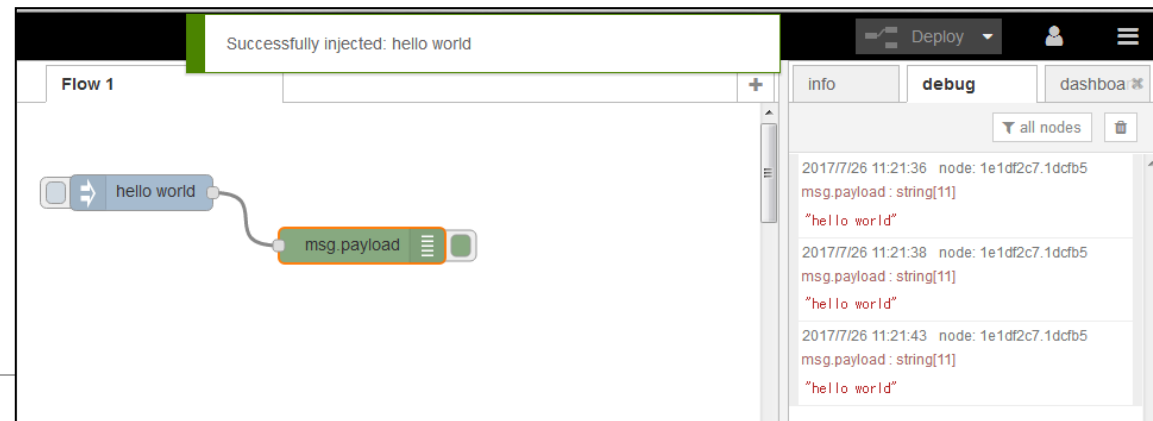 Successfully injected: hello world
Deploy
Flow 1
info
debug
dashboar
all nodes
hello world
msg.payload
2017/7/26 11:21:36 node: 1e1df2c7.1dcfb5
msg.payload : string[11]
"hello world"
2017/7/26 11:21:38 node: 1e1df2c7.1dcfb5
msg.payload : string[11]
"hello world"
2017/7/26 11:21:43 node: 1e1df2c7.1dcfb5
msg.payload : string[11]
"hello world"